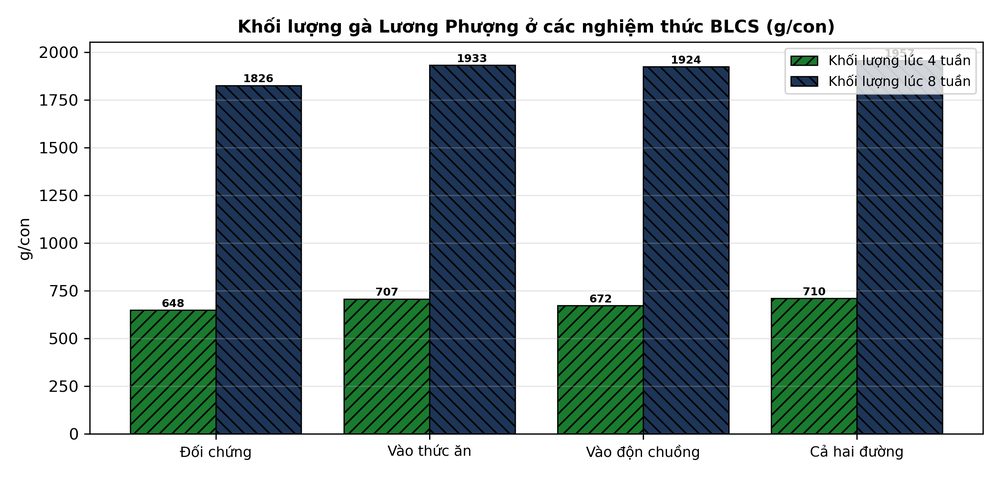 Khối lượng gà Lương Phượng ở các nghiệm thức BLCS (g/con)
g/con
2000
1750
1500
1250
1000
750
500
250
0
Khối lượng lúc 4 tuần
Khối lượng lúc 8 tuần
648
1826
707
1933
672
1924
710
1957
Đối chứng
Vào thức ăn
Vào độn chuồng
Cả hai đường